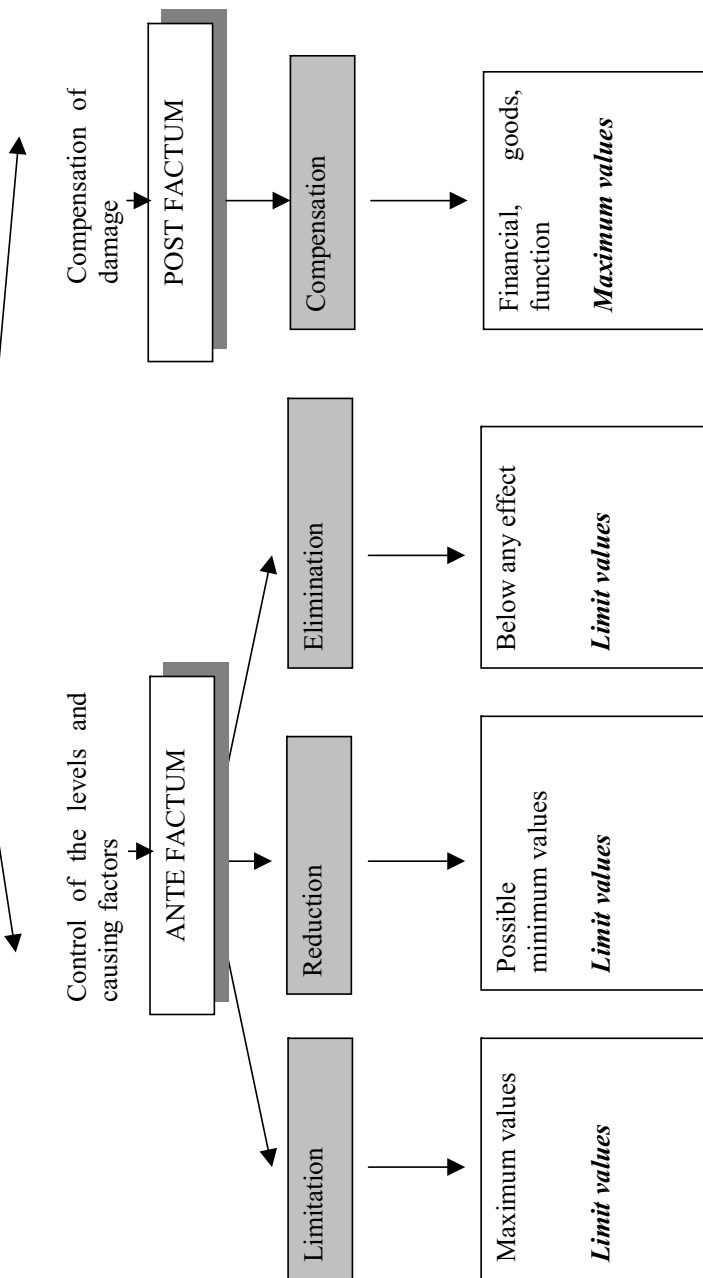 Control of the levels and
causing factors
ANTE FACTUM
Limitation
Maximum values
Limit values
Reduction
Possible
minimum values
Limit values
Elimination
Below any effect
Limit values
Compensation of
damage
POST FACTUM
Compensation
Financial, goods,
function
Maximum values